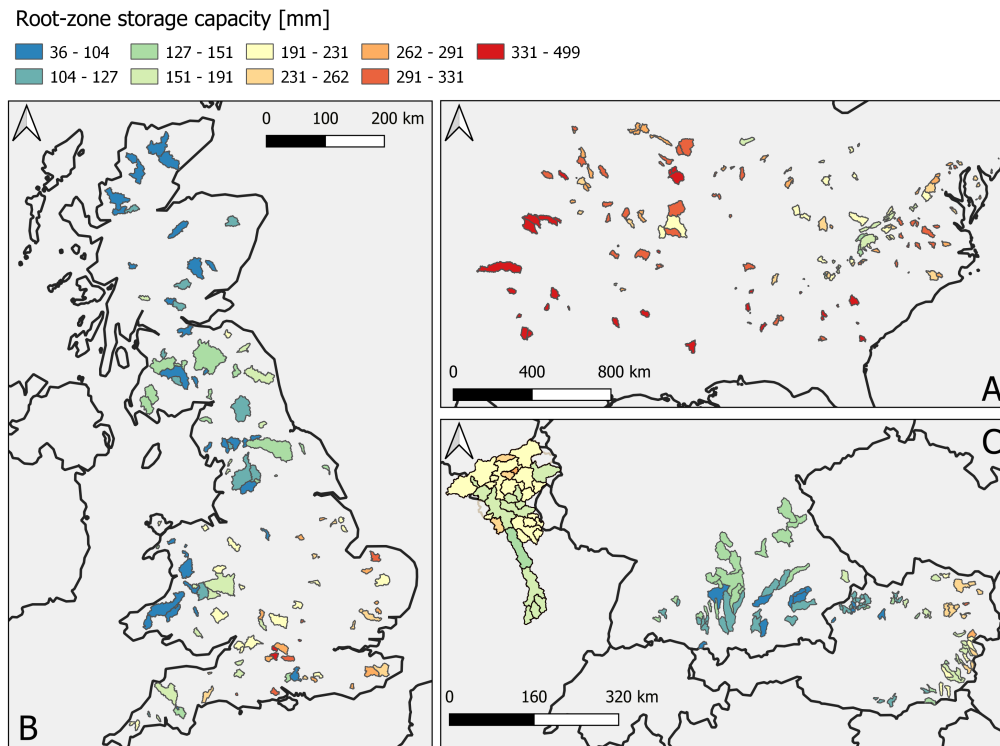 Root-zone storage capacity [mm]
36 - 104 127 - 151 191 - 231 262 - 291 331 - 499
104 - 127 151 - 191 231 - 262 291 - 331
0 100 200 km
B
0 400 800 km
A
C
0 160 320 km